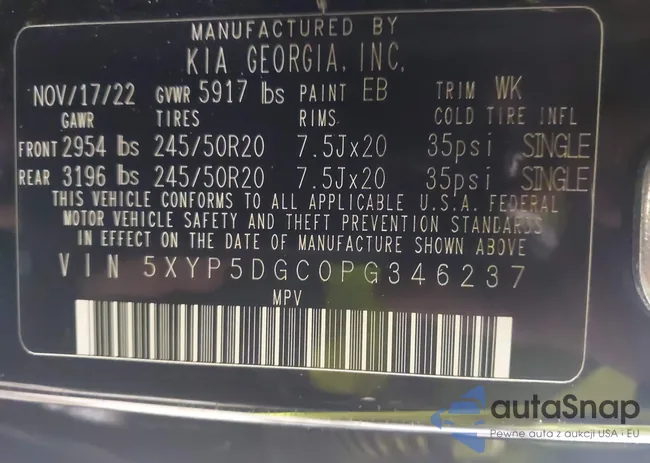 MANUFACTURED BY
KIA GEORGIA, INC.
NOV/17/22 GVWR 5917 lbs PAINT EB TRIM WK
GAWR TIRES RIMS COLD TIRE INFL
FRONT 2954 lbs 245/50R20 7.5Jx20 35psi SINGLE
REAR 3196 lbs 245/50R20 7.5Jx20 35psi SINGLE
THIS VEHICLE CONFORMS TO ALL APPLICABLE U.S.A. FEDERAL
MOTOR VEHICLE SAFETY AND THEFT PREVENTION STANDARDS
IN EFFECT ON THE DATE OF MANUFACTURE SHOWN ABOVE
VIN 5XYP5DGC0PG346237
MPV
autaSnap
Pewne auta z aukcji USA i EU